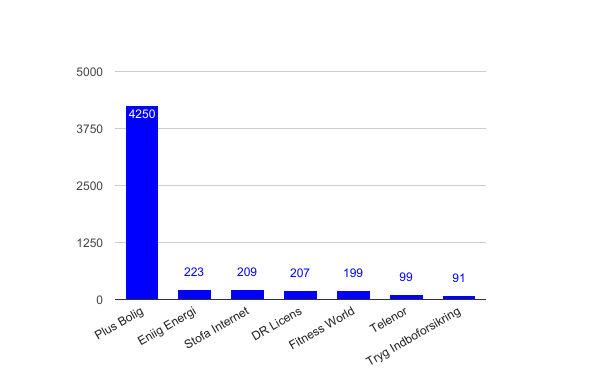 5000
3750
2500
1250
0
4250
223
209
207
199
99
91
Plus Bolig
Eniig Energi
Stofa Internet
DR Licens
Fitness World
Telenor
Tryg Indboforsikring